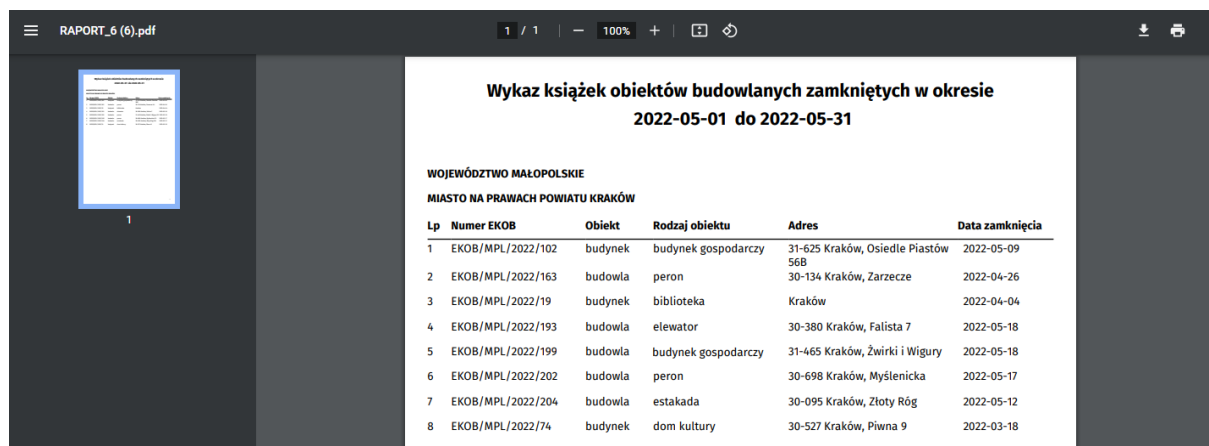 RAPORT_6 (6).pdf
1 / 1 | − 100% + |
1
Wykaz książek obiektów budowlanych zamkniętych w okresie
2022-05-01 do 2022-05-31
WOJEWÓDZTWO MAŁOPOLSKIE
MIASTO NA PRAWACH POWIATU KRAKÓW
Lp Numer EKOB Obiekt Rodzaj obiektu Adres Data zamknięcia
1 EKOB/MPL/2022/102 budynek budynek gospodarczy 31-625 Kraków, Osiedle Piastów 2022-05-09
56B
2 EKOB/MPL/2022/163 budowla peron 30-134 Kraków, Zarzecze 2022-04-26
3 EKOB/MPL/2022/19 budynek biblioteka Kraków 2022-04-04
4 EKOB/MPL/2022/193 budowla elewator 30-380 Kraków, Falista 7 2022-05-18
5 EKOB/MPL/2022/199 budowla budynek gospodarczy 31-465 Kraków, Żwirki i Wigury 2022-05-18
6 EKOB/MPL/2022/202 budowla peron 30-698 Kraków, Myślenicka 2022-05-17
7 EKOB/MPL/2022/204 budowla estakada 30-095 Kraków, Złoty Róg 2022-05-12
8 EKOB/MPL/2022/74 budynek dom kultury 30-527 Kraków, Piwna 9 2022-03-18